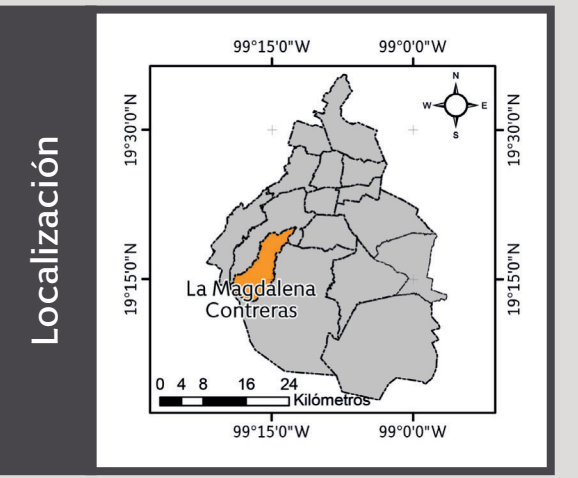 Localización
99°15'0"W 99°0'0"W
N
W E
S
19°30'0"N 19°30'0"N
19°15'0"N 19°15'0"N
La Magdalena
Contreras
0 4 8 16 24
Kilómetros
99°15'0"W 99°0'0"W